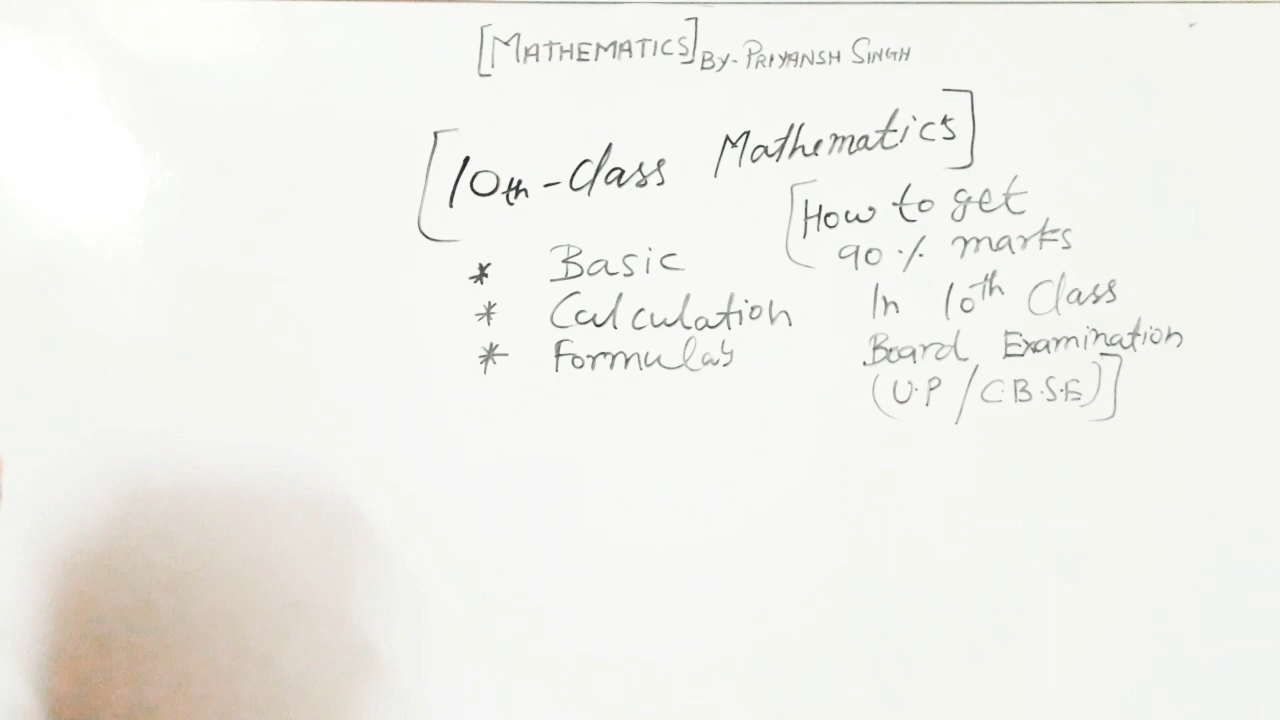 [MATHEMATICS] BY- PRIYANSH SINGH
[10th - Class Mathematics]
* Basic
* Calculation
* Formula's
[How to get
90% marks
In 10th Class
Board Examination
(U.P / C.B.S.E)]